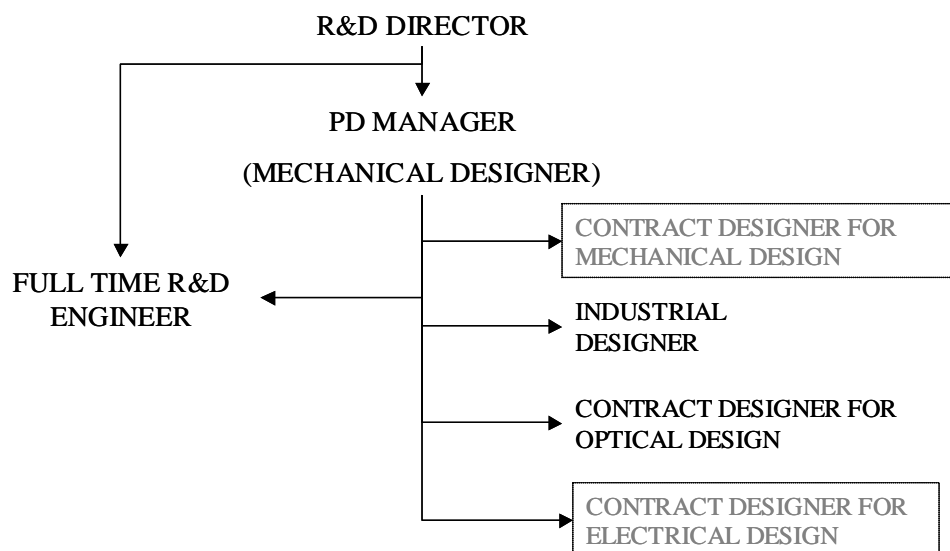 R&D DIRECTOR
PD MANAGER
(MECHANICAL DESIGNER)
CONTRACT DESIGNER FOR
MECHANICAL DESIGN
FULL TIME R&D
ENGINEER
INDUSTRIAL
DESIGNER
CONTRACT DESIGNER FOR
OPTICAL DESIGN
CONTRACT DESIGNER FOR
ELECTRICAL DESIGN